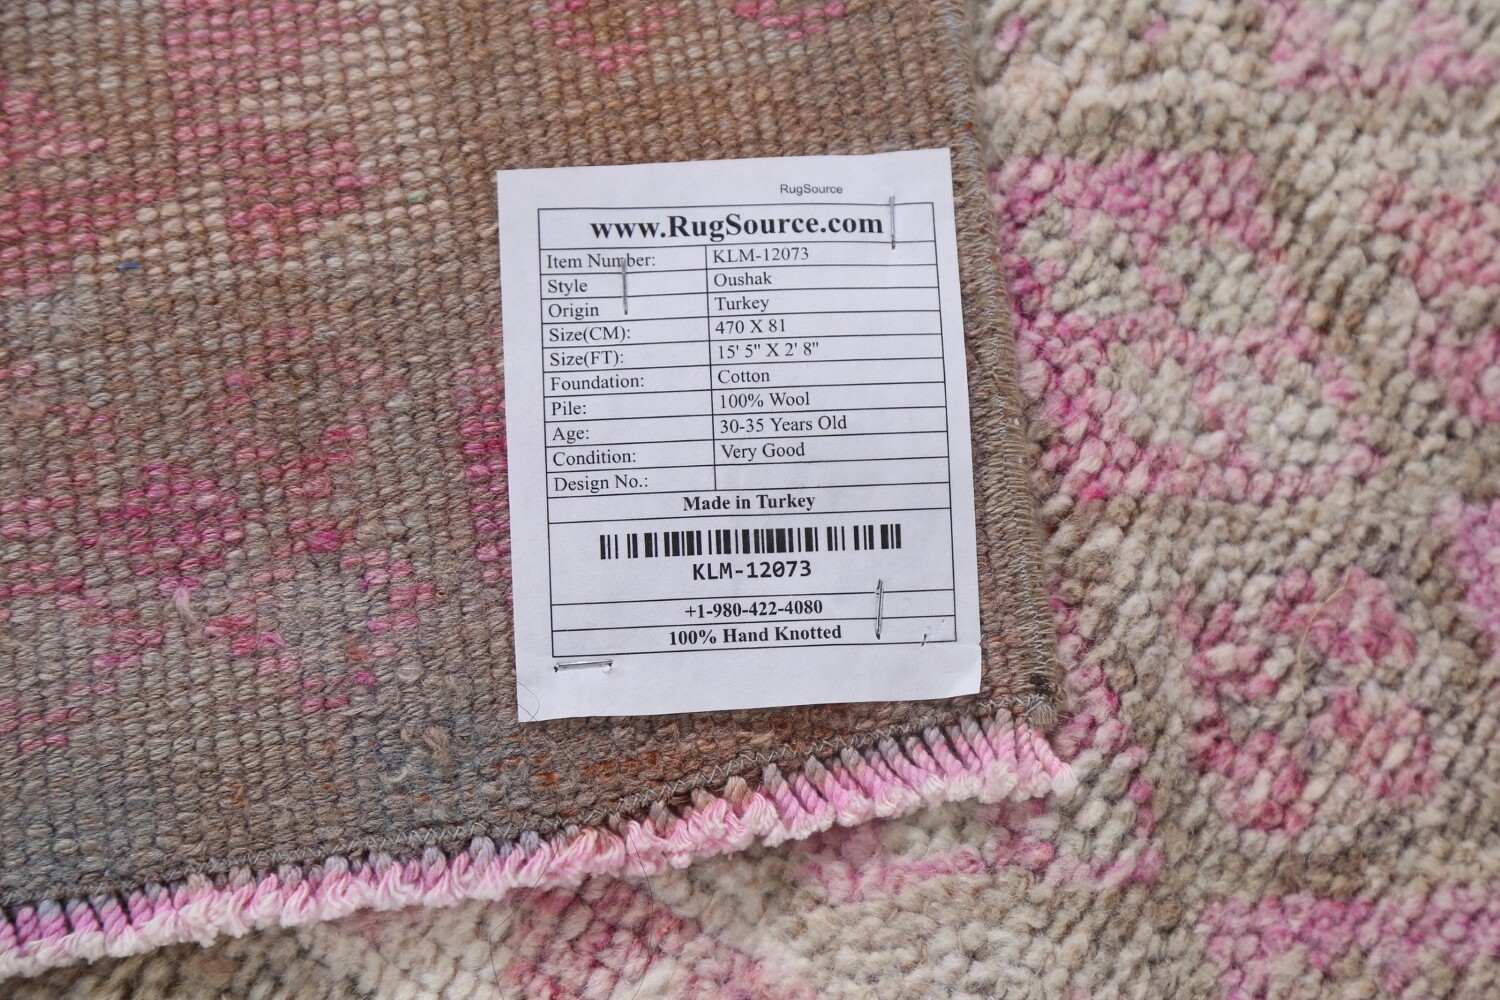 RugSource
www.RugSource.com
Item Number: KLM-12073
Style Oushak
Origin Turkey
Size(CM): 470 X 81
Size(FT): 15' 5" X 2' 8"
Foundation: Cotton
Pile: 100% Wool
Age: 30-35 Years Old
Condition: Very Good
Design No.:
Made in Turkey
KLM-12073
+1-980-422-4080
100% Hand Knotted